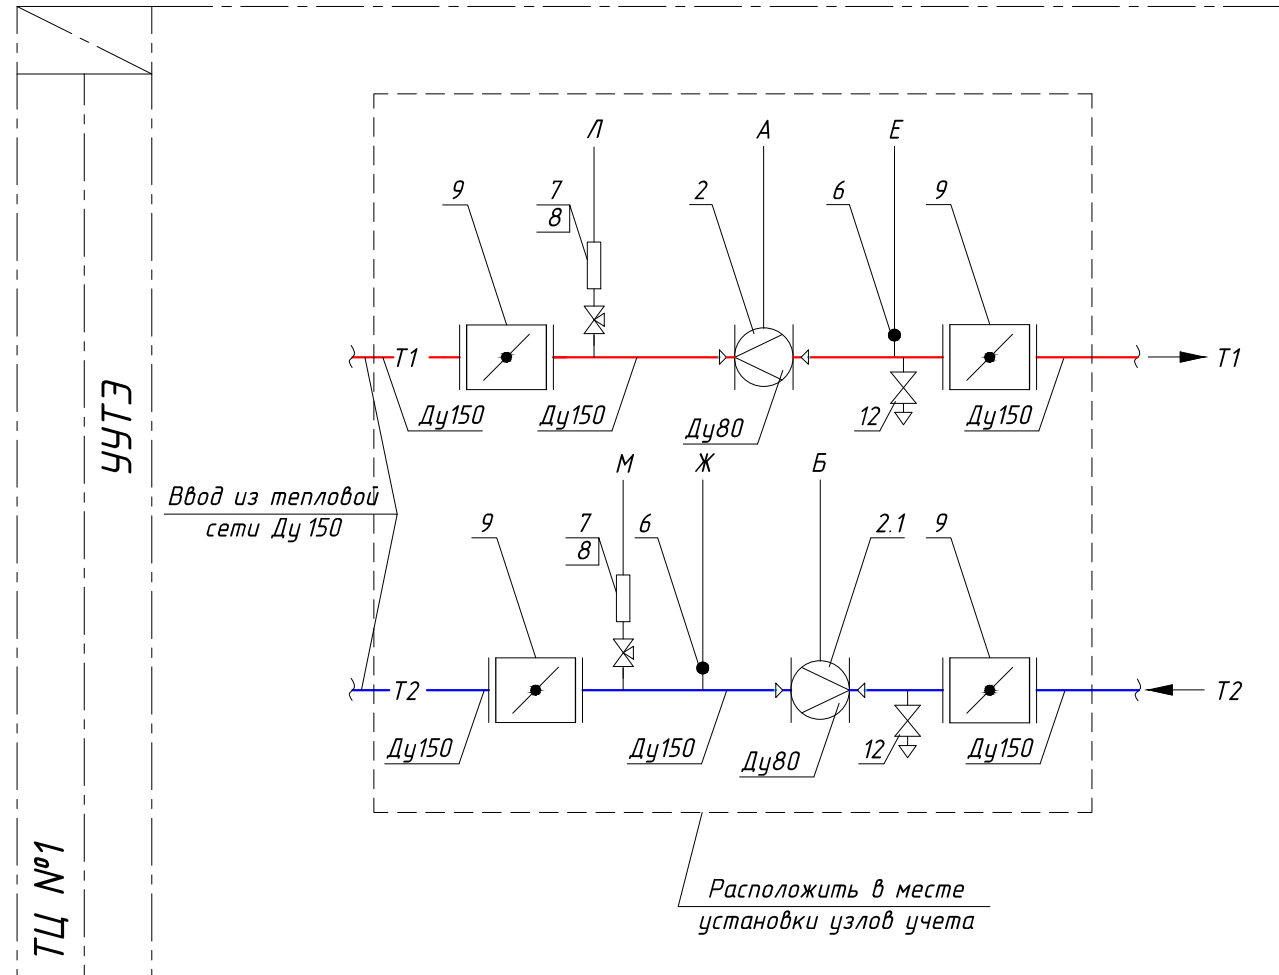 Л
А
Е
9
7
8
2
6
9
Т1
Т1
Ду150
Ду150
Ду80
12
Ду150
УУТЭ
М
Ж
Б
Ввод из тепловой
сети Ду 150
9
7
8
6
2.1
9
Т2
Т2
Ду150
Ду150
Ду80
12
Ду150
ТЦ №1
Расположить в месте
установки узлов учета